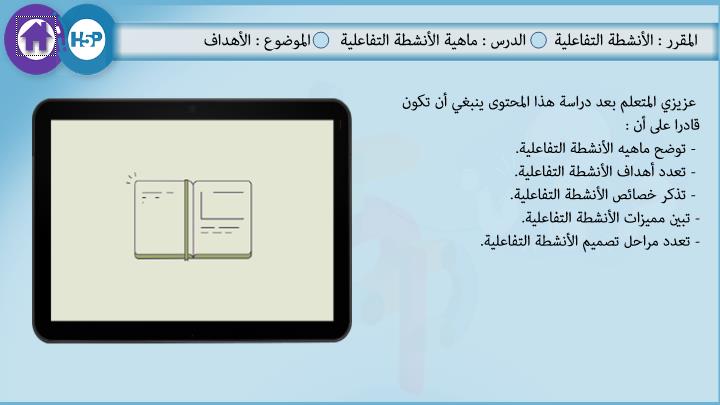 المقرر : الأنشطة التفاعلية الدرس : ماهية الأنشطة التفاعلية الموضوع : الأهداف
H5P
عزيزي المتعلم بعد دراسة هذا المحتوى ينبغي أن تكون
قادرا على أن :
- توضح ماهيه الأنشطة التفاعلية.
- تعدد أهداف الأنشطة التفاعلية.
- تذكر خصائص الأنشطة التفاعلية.
- تبين مميزات الأنشطة التفاعلية.
- تعدد مراحل تصميم الأنشطة التفاعلية.